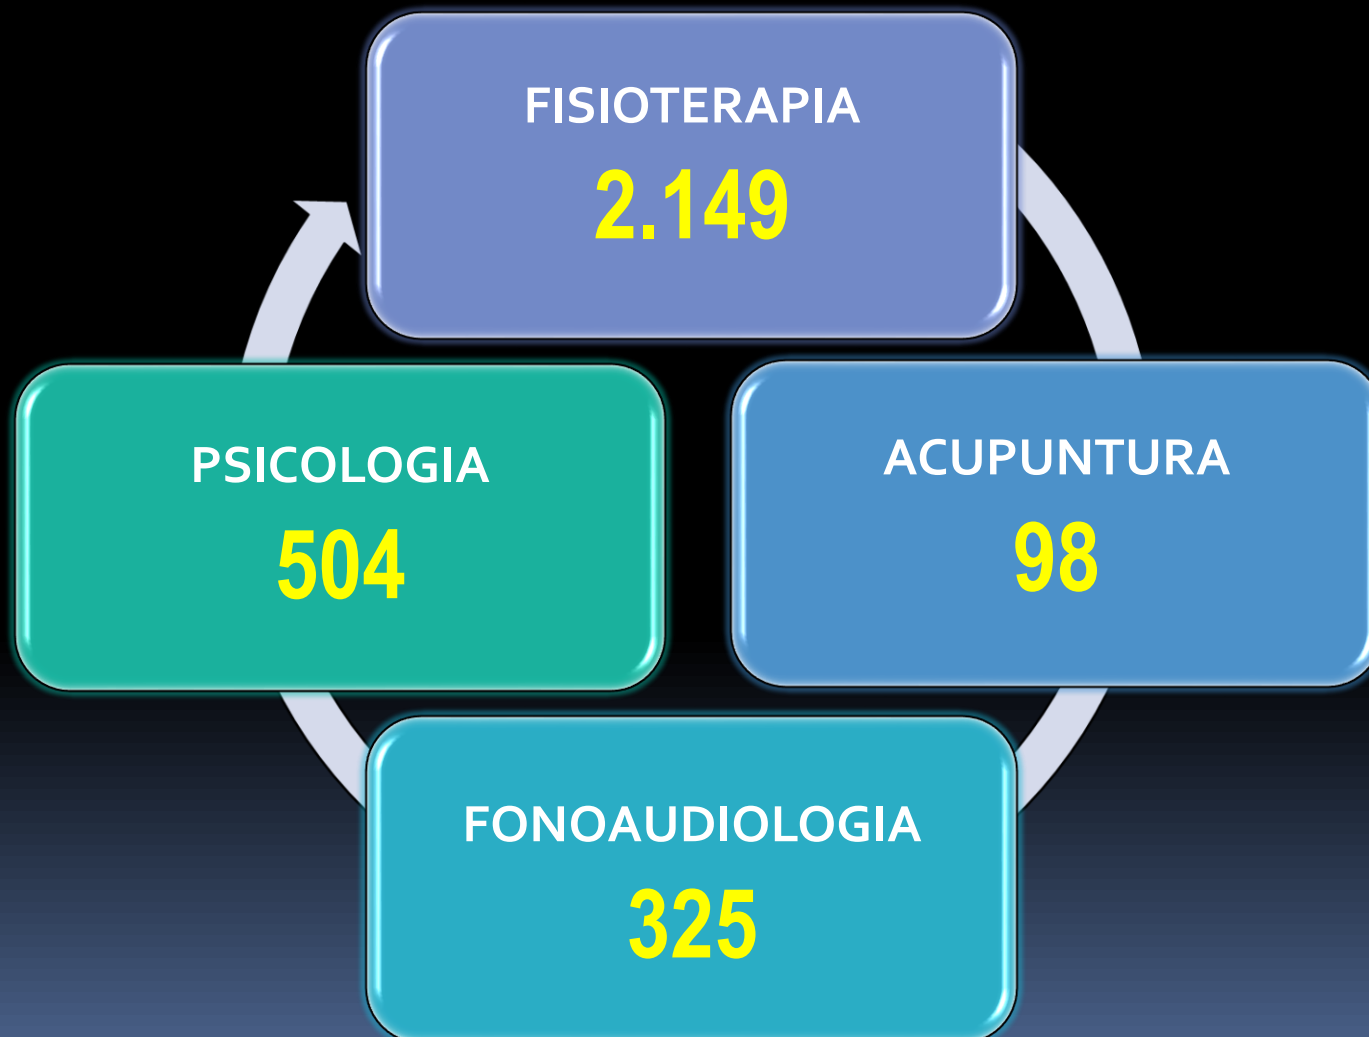 FISIOTERAPIA
2.149
PSICOLOGIA
504
ACUPUNTURA
98
FONOAUDIOLOGIA
325